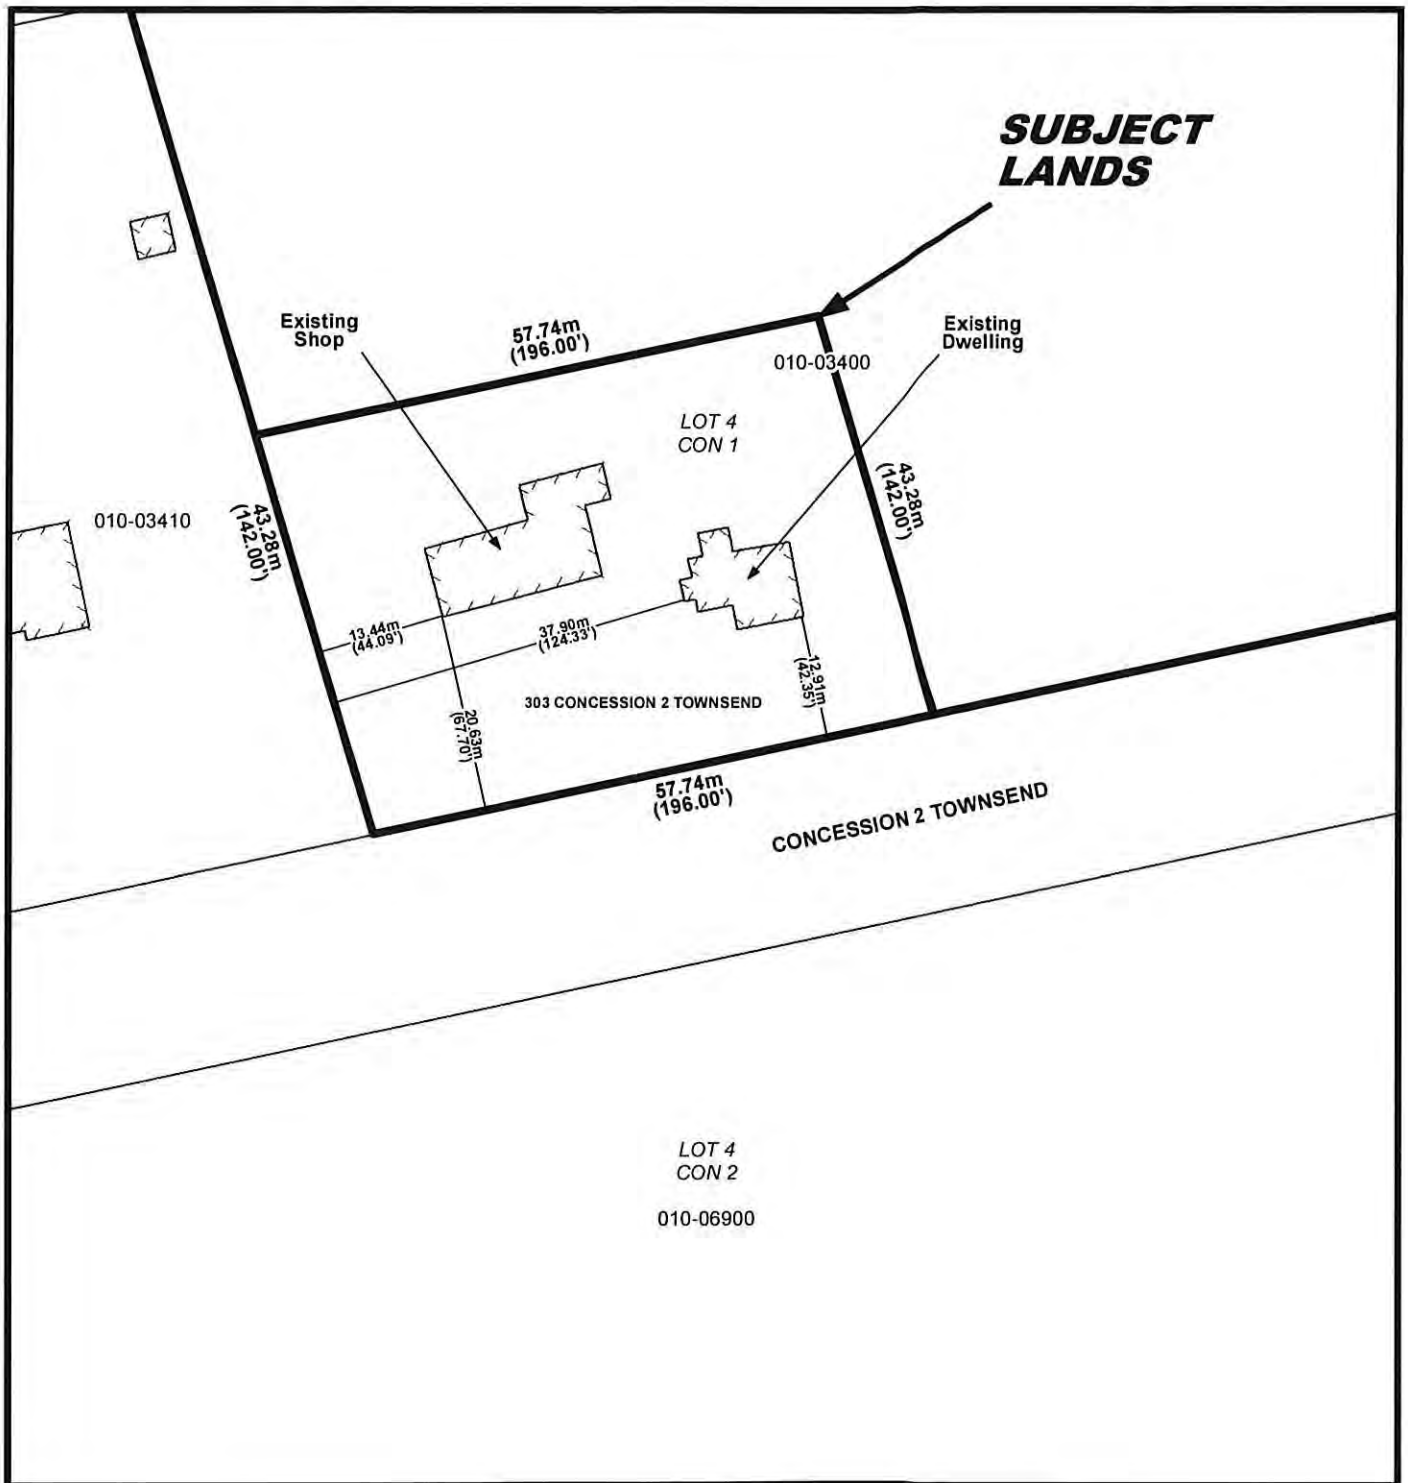 SUBJECT
LANDS
Existing
Shop
57.74m
(196.00')
Existing
Dwelling
010-03400
LOT 4
CON 1
43.28m
(142.00')
010-03410
43.28m
(142.00')
13.44m
(44.09')
37.90m
(124.33')
12.91m
(42.35')
303 CONCESSION 2 TOWNSEND
20.63m
(67.70')
57.74m
(196.00')
CONCESSION 2 TOWNSEND
LOT 4
CON 2
010-06900